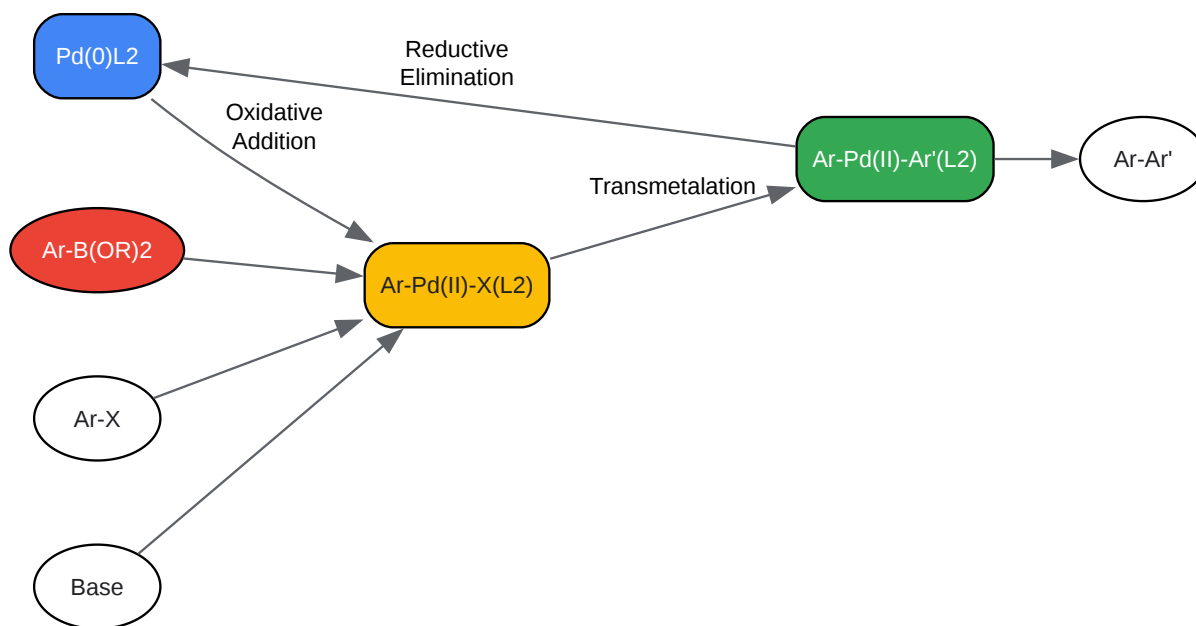 Pd(0)L2
Reductive
Elimination
Oxidative
Addition
Ar-Pd(II)-Ar'(L2)
Ar-Ar'
Transmetalation
Ar-B(OR)2
Ar-Pd(II)-X(L2)
Ar-X
Base